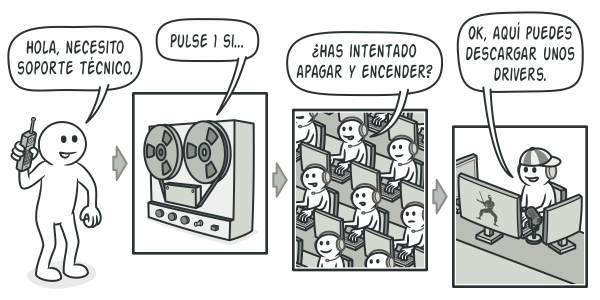 HOLA, NECESITO
SOPORTE TÉCNICO.
PULSE 1 SI...
¿HAS INTENTADO
APAGAR Y ENCENDER?
OK, AQUÍ PUEDES
DESCARGAR UNOS
DRIVERS.